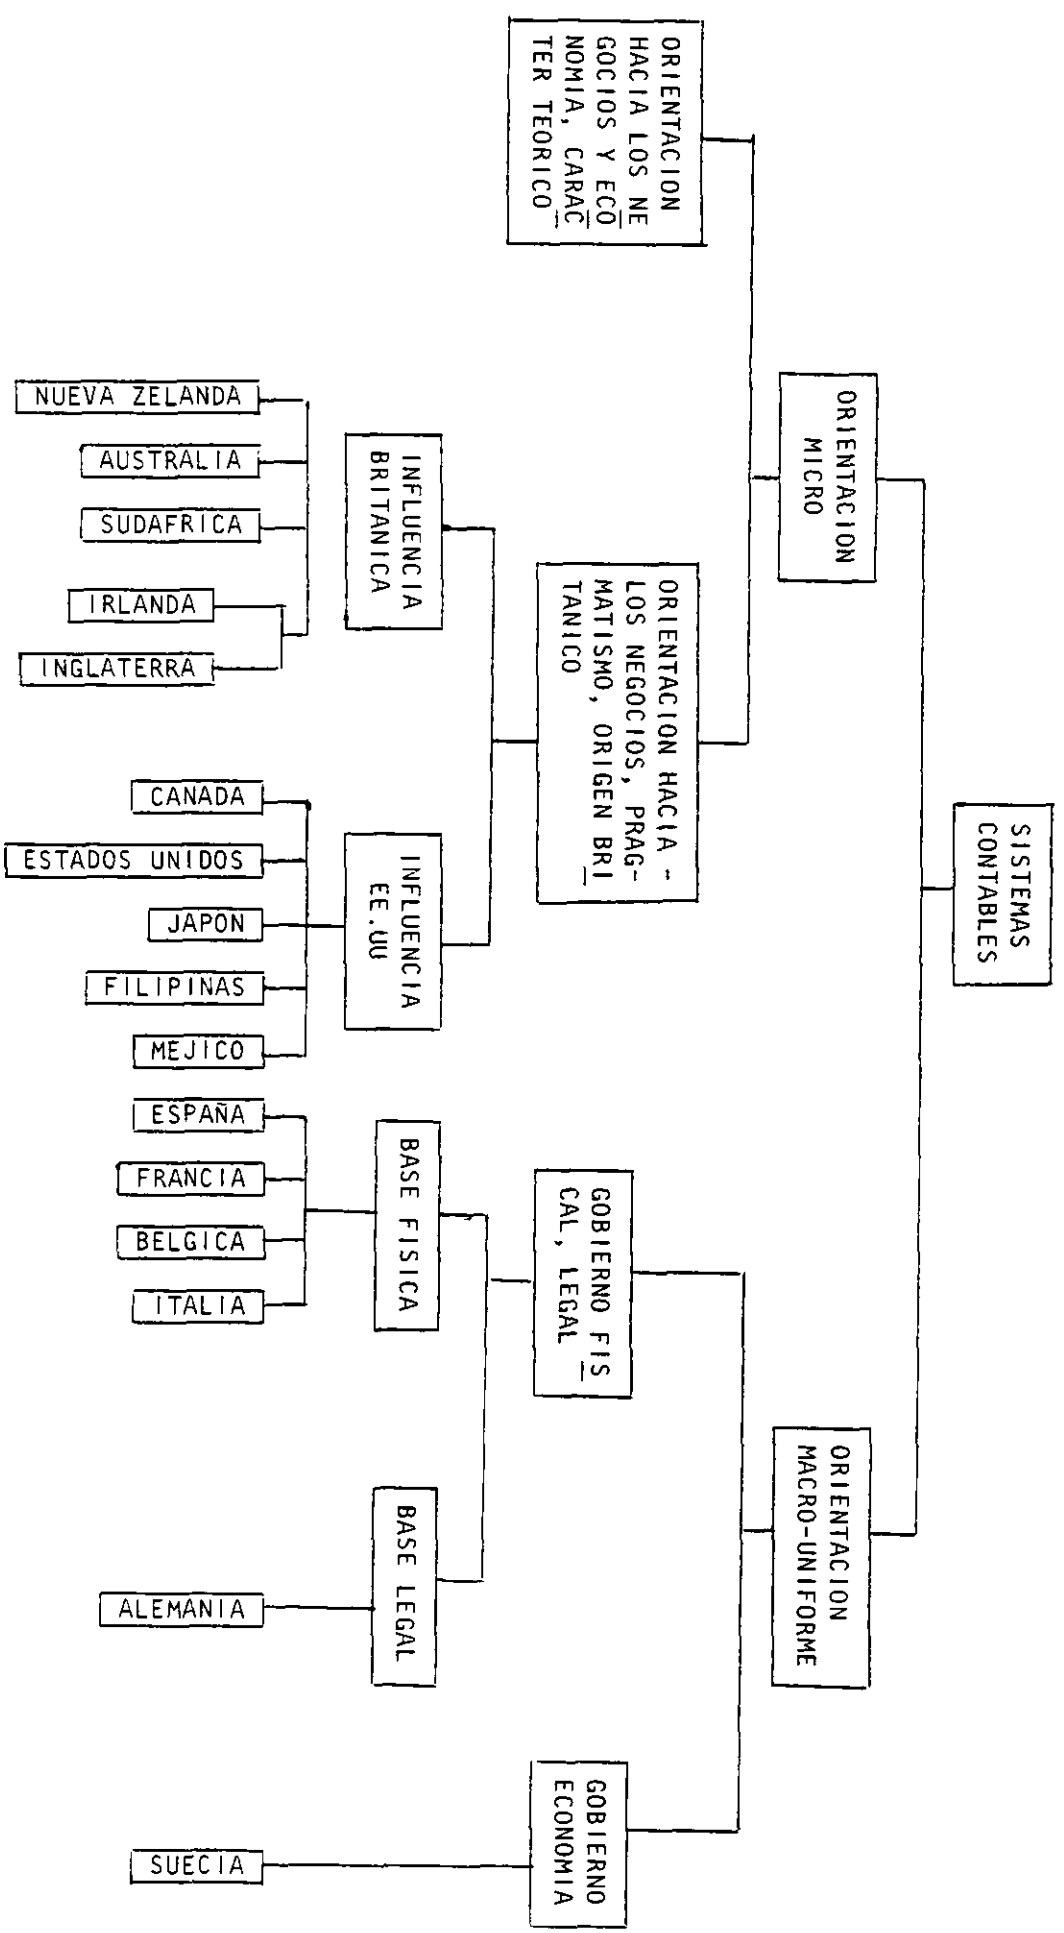 SISTEMAS
CONTABLES
ORIENTACION
MICRO
ORIENTACION
MACRO-UNIFORME
ORIENTACION
HACIA LOS NE
GOCIOS Y ECO
NOMIA, CARAC
TER TEORICO
ORIENTACION HACIA -
LOS NEGOCIOS, PRAG-
MATISMO, ORIGEN BRI
TANICO
GOBIERNO FIS
CAL, LEGAL
GOBIERNO
ECONOMIA
INFLUENCIA
BRITANICA
INFLUENCIA
EE.UU
BASE FISICA
BASE LEGAL
NUEVA ZELANDA
AUSTRALIA
SUDAFRICA
IRLANDA
INGLATERRA
CANADA
ESTADOS UNIDOS
JAPON
FILIPINAS
MEJICO
ESPAÑA
FRANCIA
BELGICA
ITALIA
ALEMANIA
SUECIA